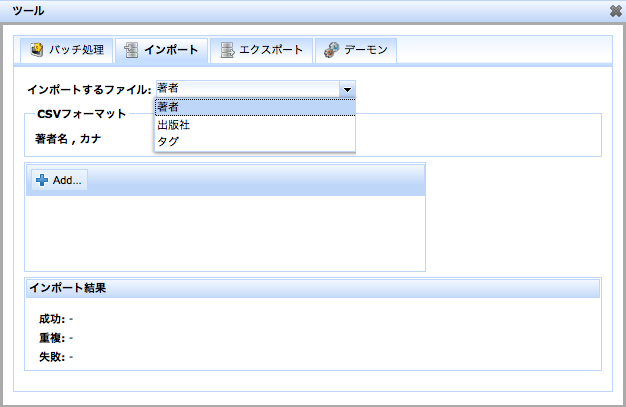 ツール
バッチ処理 インポート エクスポート デーモン
インポートするファイル: 著者
著者
出版社
タグ
CSVフォーマット
著者名 , カナ
Add...
インポート結果
成功: -
重複: -
失敗: -